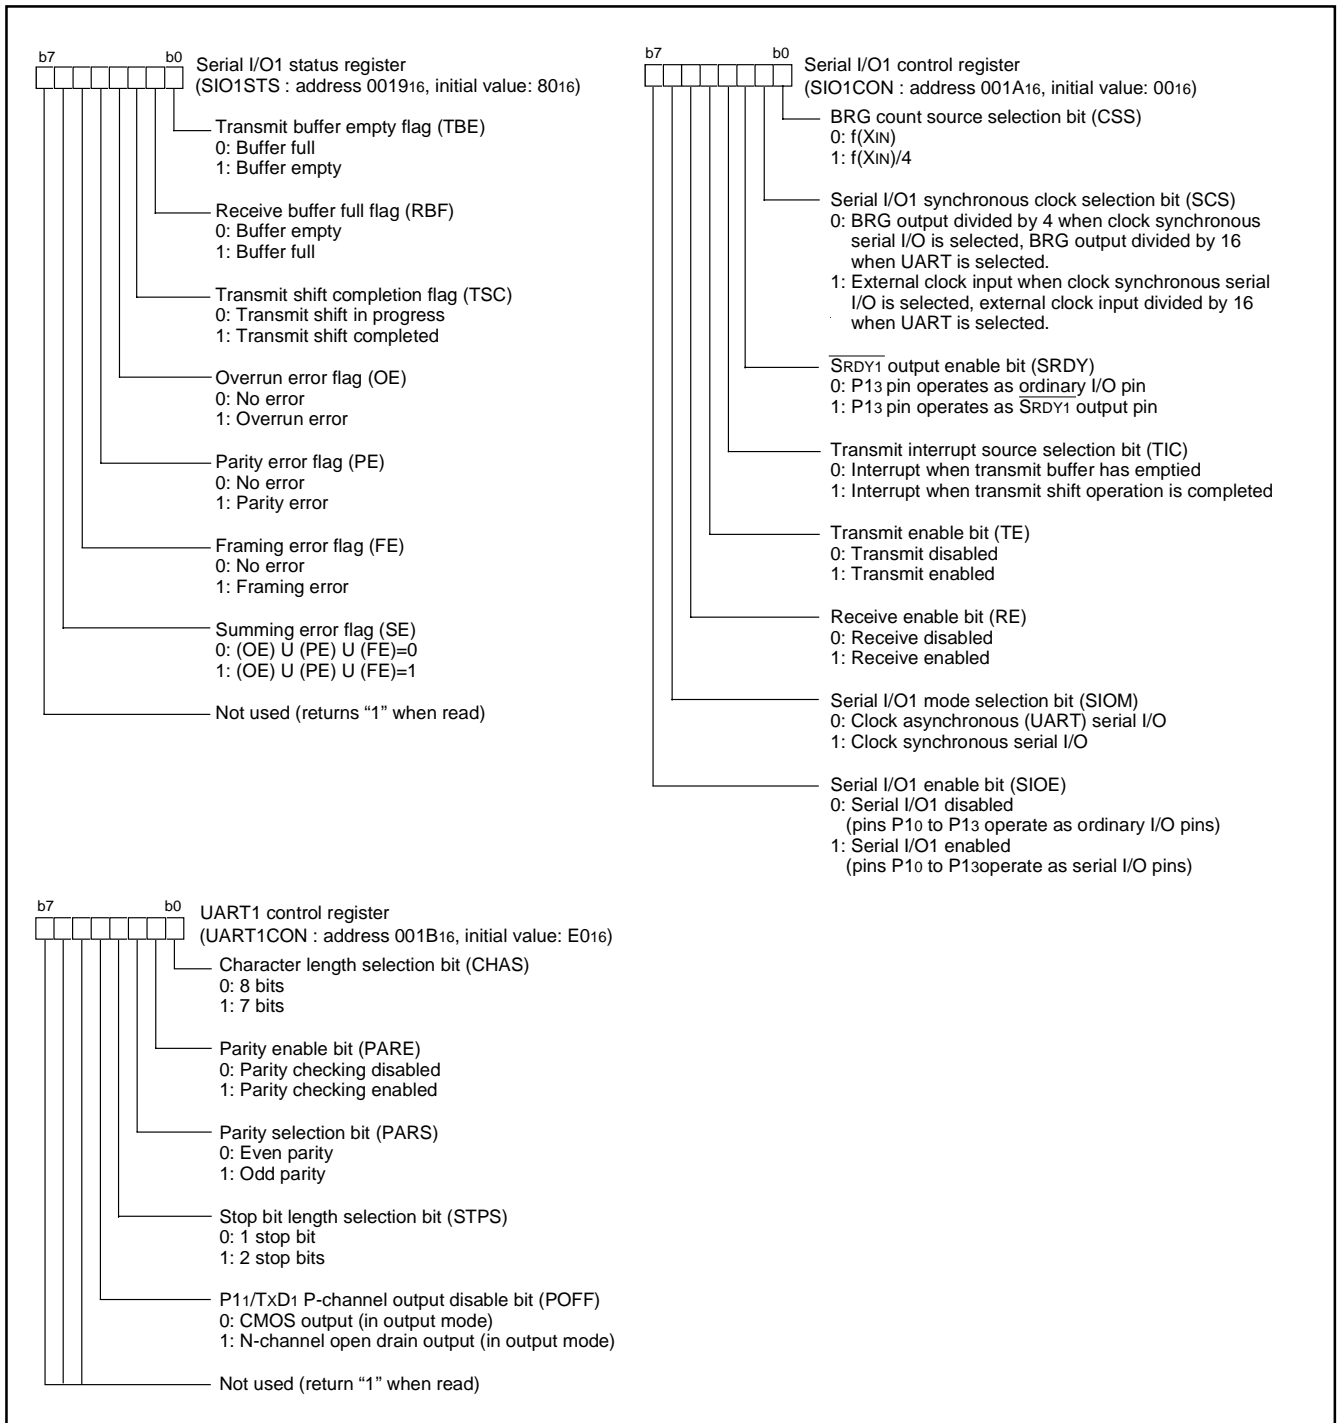 b7 b0
Serial I/O1 status register
(SIO1STS : address 001916, initial value: 8016)
Transmit buffer empty flag (TBE)
0: Buffer full
1: Buffer empty
Receive buffer full flag (RBF)
0: Buffer empty
1: Buffer full
Transmit shift completion flag (TSC)
0: Transmit shift in progress
1: Transmit shift completed
Overrun error flag (OE)
0: No error
1: Overrun error
Parity error flag (PE)
0: No error
1: Parity error
Framing error flag (FE)
0: No error
1: Framing error
Summing error flag (SE)
0: (OE) U (PE) U (FE)=0
1: (OE) U (PE) U (FE)=1
Not used (returns “1” when read)
b7 b0
Serial I/O1 control register
(SIO1CON : address 001A16, initial value: 0016)
BRG count source selection bit (CSS)
0: f(XIN)
1: f(XIN)/4
Serial I/O1 synchronous clock selection bit (SCS)
0: BRG output divided by 4 when clock synchronous
serial I/O is selected, BRG output divided by 16
when UART is selected.
1: External clock input when clock synchronous serial
I/O is selected, external clock input divided by 16
when UART is selected.
SRDY1 output enable bit (SRDY)
0: P13 pin operates as ordinary I/O pin
1: P13 pin operates as SRDY1 output pin
Transmit interrupt source selection bit (TIC)
0: Interrupt when transmit buffer has emptied
1: Interrupt when transmit shift operation is completed
Transmit enable bit (TE)
0: Transmit disabled
1: Transmit enabled
Receive enable bit (RE)
0: Receive disabled
1: Receive enabled
Serial I/O1 mode selection bit (SIOM)
0: Clock asynchronous (UART) serial I/O
1: Clock synchronous serial I/O
Serial I/O1 enable bit (SIOE)
0: Serial I/O1 disabled
(pins P10 to P13 operate as ordinary I/O pins)
1: Serial I/O1 enabled
(pins P10 to P13operate as serial I/O pins)
b7 b0
UART1 control register
(UART1CON : address 001B16, initial value: E016)
Character length selection bit (CHAS)
0: 8 bits
1: 7 bits
Parity enable bit (PARE)
0: Parity checking disabled
1: Parity checking enabled
Parity selection bit (PARS)
0: Even parity
1: Odd parity
Stop bit length selection bit (STPS)
0: 1 stop bit
1: 2 stop bits
P11/TXD1 P-channel output disable bit (POFF)
0: CMOS output (in output mode)
1: N-channel open drain output (in output mode)
Not used (return “1” when read)